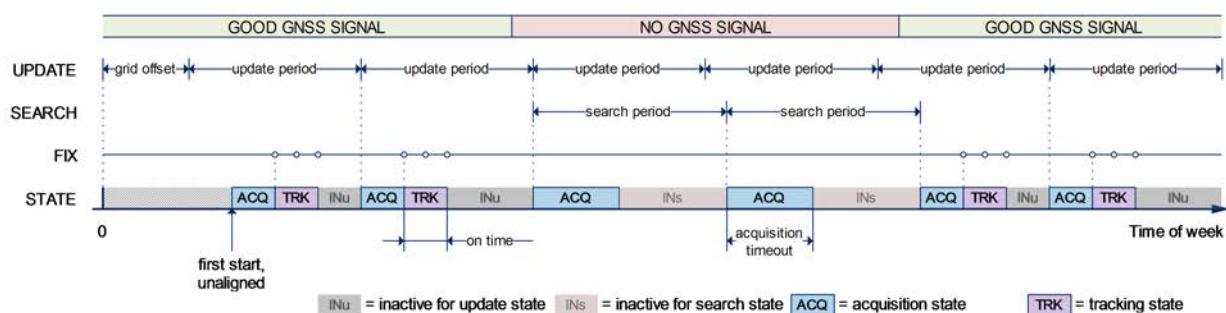 GOOD GNSS SIGNAL NO GNSS SIGNAL GOOD GNSS SIGNAL
UPDATE grid offset update period update period update period update period update period update period
SEARCH search period search period
FIX
STATE ACQ TRK INu ACQ TRK INu ACQ INs ACQ INs ACQ TRK INu ACQ TRK INu
0 on time acquisition timeout Time of week
first start,
unaligned
INu = inactive for update state INs = inactive for search state ACQ = acquisition state TRK = tracking state